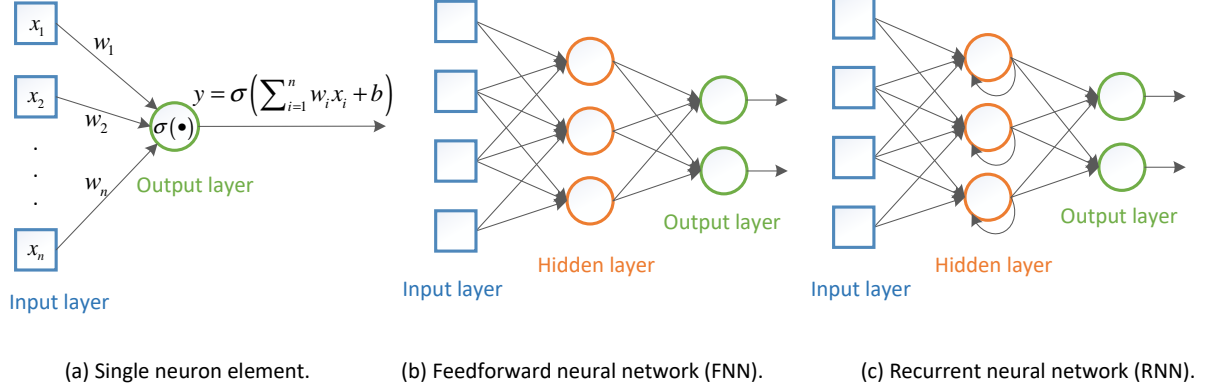 x₁
w₁
x₂
w₂
y = σ(∑ⁿᵢ₌₁ wᵢxᵢ + b)
σ(•)
.
.
.
wₙ
Output layer
xₙ
Input layer
(a) Single neuron element.
Output layer
Hidden layer
Input layer
(b) Feedforward neural network (FNN).
Output layer
Hidden layer
Input layer
(c) Recurrent neural network (RNN).